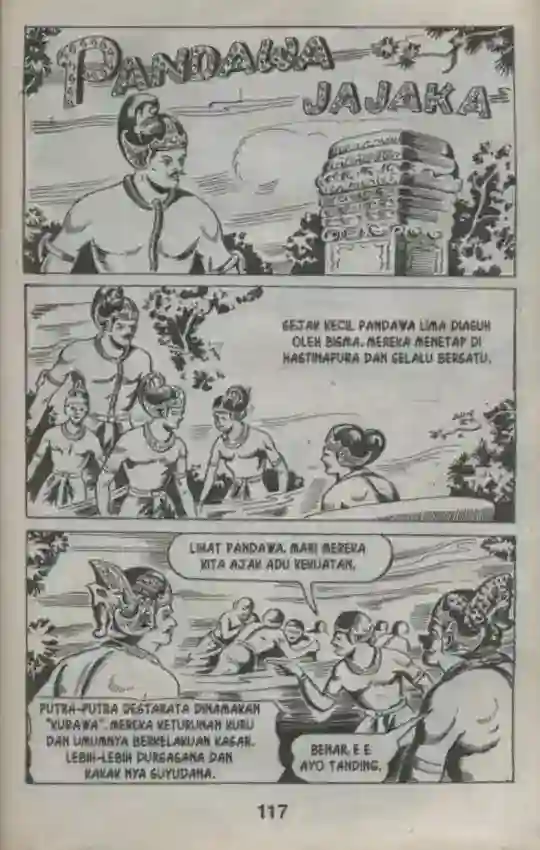 PANDAWA
JAJAKA
SEJAK KECIL PANDAWA LIMA DIASUH
OLEH BISMA. MEREKA MENETAP DI
HASTINAPURA DAN SELALU BERSATU.
LIHAT PANDAWA. MARI MEREKA
KITA AJAK ADU KEKUATAN.
PUTRA-PUTRA DESTARATA DINAMAKAN
"KURAWA". MEREKA KETURUNAN KURU
DAN UMUMNYA BERKELAKUAN KASAR.
LEBIH-LEBIH DURSASANA DAN
KAKAK NYA SUYUDANA.
BENAR, E E
AYO TANDING.
117